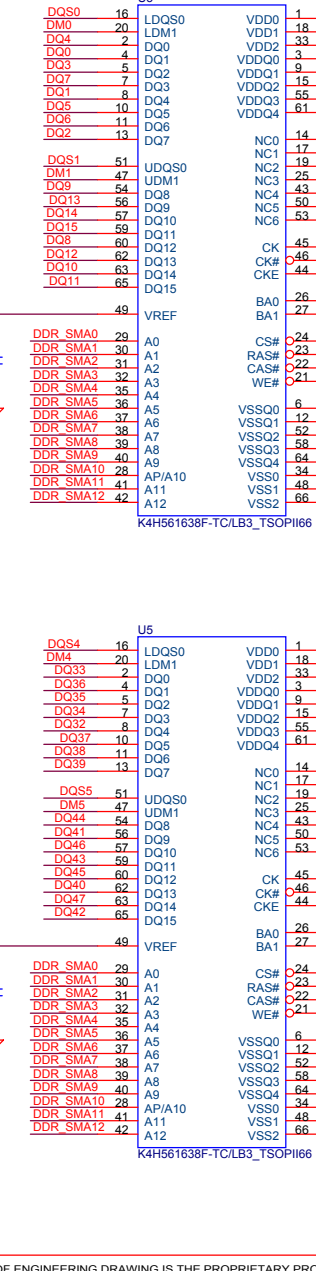 DQS0 16 LDQS0 VDD0 1
DM0 20 LDM1 VDD1 18
DQ4 2 DQ0 VDD2 33
DQ0 4 DQ1 VDDQ0 3
DQ3 5 DQ2 VDDQ1 9
DQ7 7 DQ3 VDDQ2 15
DQ1 8 DQ4 VDDQ3 55
DQ5 10 DQ5 VDDQ4 61
DQ6 11 DQ6
DQ2 13 DQ7 NC0 14
NC1 17
DQS1 51 UDQS0 NC2 19
DM1 47 UDM1 NC3 25
DQ9 54 DQ8 NC4 43
DQ13 56 DQ9 NC5 50
DQ14 57 DQ10 NC6 53
DQ15 59 DQ11
DQ8 60 DQ12 CK 45
DQ12 62 DQ13 CK# 46
DQ10 63 DQ14 CKE 44
DQ11 65 DQ15
BA0 26
49 VREF BA1 27
DDR_SMA0 29 A0 CS# 24
DDR_SMA1 30 A1 RAS# 23
DDR_SMA2 31 A2 CAS# 22
DDR_SMA3 32 A3 WE# 21
DDR_SMA4 35 A4
DDR_SMA5 36 A5 VSSQ0 6
DDR_SMA6 37 A6 VSSQ1 12
DDR_SMA7 38 A7 VSSQ2 52
DDR_SMA8 39 A8 VSSQ3 58
DDR_SMA9 40 A9 VSSQ4 64
DDR_SMA10 28 AP/A10 VSS0 34
DDR_SMA11 41 A11 VSS1 48
DDR_SMA12 42 A12 VSS2 66
K4H561638F-TC/LB3_TSOPII66
U5
DQS4 16 LDQS0 VDD0 1
DM4 20 LDM1 VDD1 18
DQ33 2 DQ0 VDD2 33
DQ36 4 DQ1 VDDQ0 3
DQ35 5 DQ2 VDDQ1 9
DQ34 7 DQ3 VDDQ2 15
DQ32 8 DQ4 VDDQ3 55
DQ37 10 DQ5 VDDQ4 61
DQ38 11 DQ6
DQ39 13 DQ7 NC0 14
NC1 17
DQS5 51 UDQS0 NC2 19
DM5 47 UDM1 NC3 25
DQ44 54 DQ8 NC4 43
DQ41 56 DQ9 NC5 50
DQ46 57 DQ10 NC6 53
DQ43 59 DQ11
DQ45 60 DQ12 CK 45
DQ40 62 DQ13 CK# 46
DQ47 63 DQ14 CKE 44
DQ42 65 DQ15
BA0 26
49 VREF BA1 27
DDR_SMA0 29 A0 CS# 24
DDR_SMA1 30 A1 RAS# 23
DDR_SMA2 31 A2 CAS# 22
DDR_SMA3 32 A3 WE# 21
DDR_SMA4 35 A4
DDR_SMA5 36 A5 VSSQ0 6
DDR_SMA6 37 A6 VSSQ1 12
DDR_SMA7 38 A7 VSSQ2 52
DDR_SMA8 39 A8 VSSQ3 58
DDR_SMA9 40 A9 VSSQ4 64
DDR_SMA10 28 AP/A10 VSS0 34
DDR_SMA11 41 A11 VSS1 48
DDR_SMA12 42 A12 VSS2 66
K4H561638F-TC/LB3_TSOPII66
OF ENGINEERING DRAWING IS THE PROPRIETARY PRO